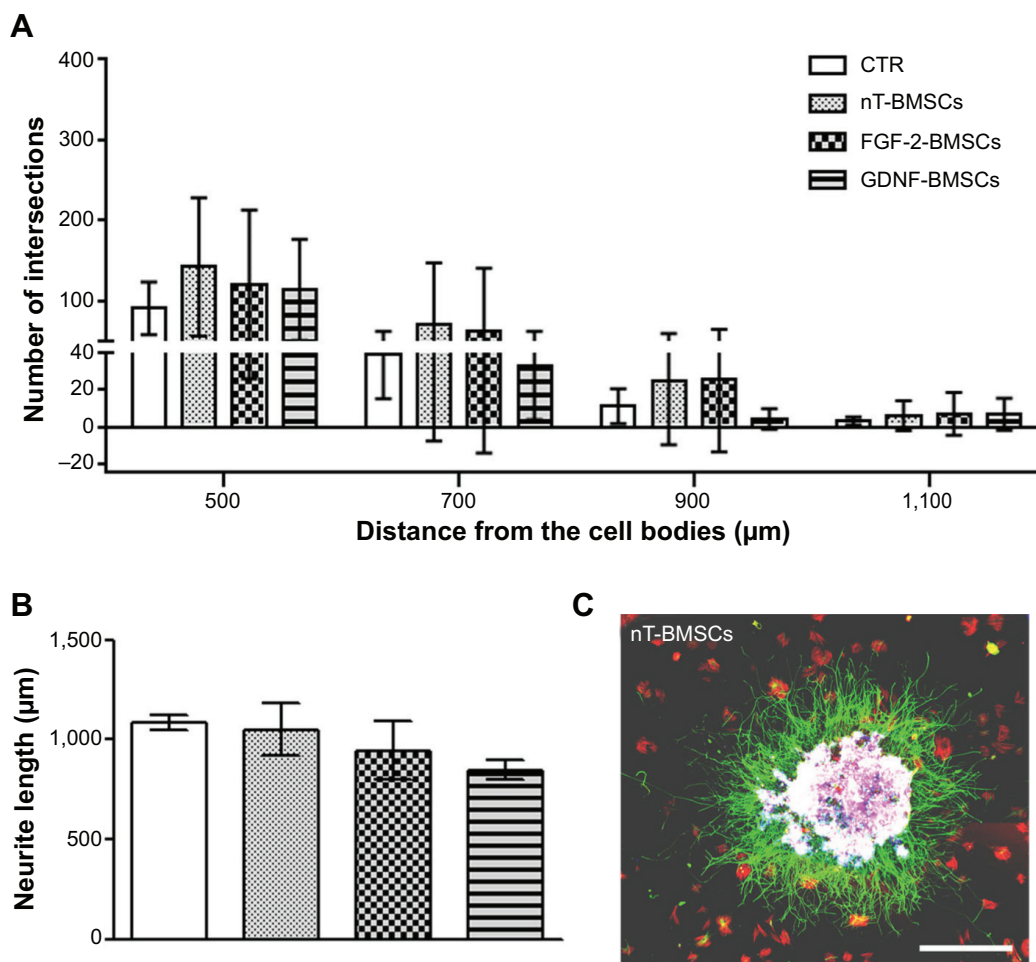 A
400
300
200
100
40
20
0
–20
Number of intersections
CTR
nT-BMSCs
FGF-2-BMSCs
GDNF-BMSCs
500 700 900 1,100
Distance from the cell bodies (µm)
B
1,500
1,000
500
0
Neurite length (µm)
C
nT-BMSCs